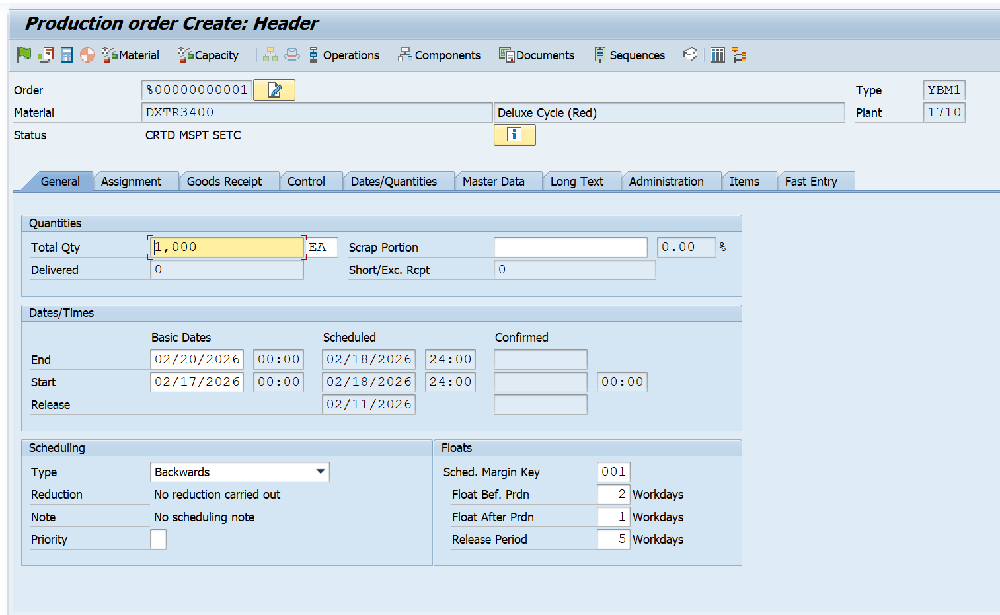 Production order Create: Header
Material Capacity Operations Components Documents Sequences
Order %00000000001 Type YBM1
Material DXTR3400 Deluxe Cycle (Red) Plant 1710
Status CRTD MSPT SETC
General Assignment Goods Receipt Control Dates/Quantities Master Data Long Text Administration Items Fast Entry
Quantities
Total Qty 1,000 EA Scrap Portion 0.00 %
Delivered 0 Short/Exc. Rcpt 0
Dates/Times
Basic Dates Scheduled Confirmed
End 02/20/2026 00:00 02/18/2026 24:00
Start 02/17/2026 00:00 02/18/2026 24:00 00:00
Release 02/11/2026
Scheduling
Type Backwards
Reduction No reduction carried out
Note No scheduling note
Priority
Floats
Sched. Margin Key 001
Float Bef. Prdn 2 Workdays
Float After Prdn 1 Workdays
Release Period 5 Workdays